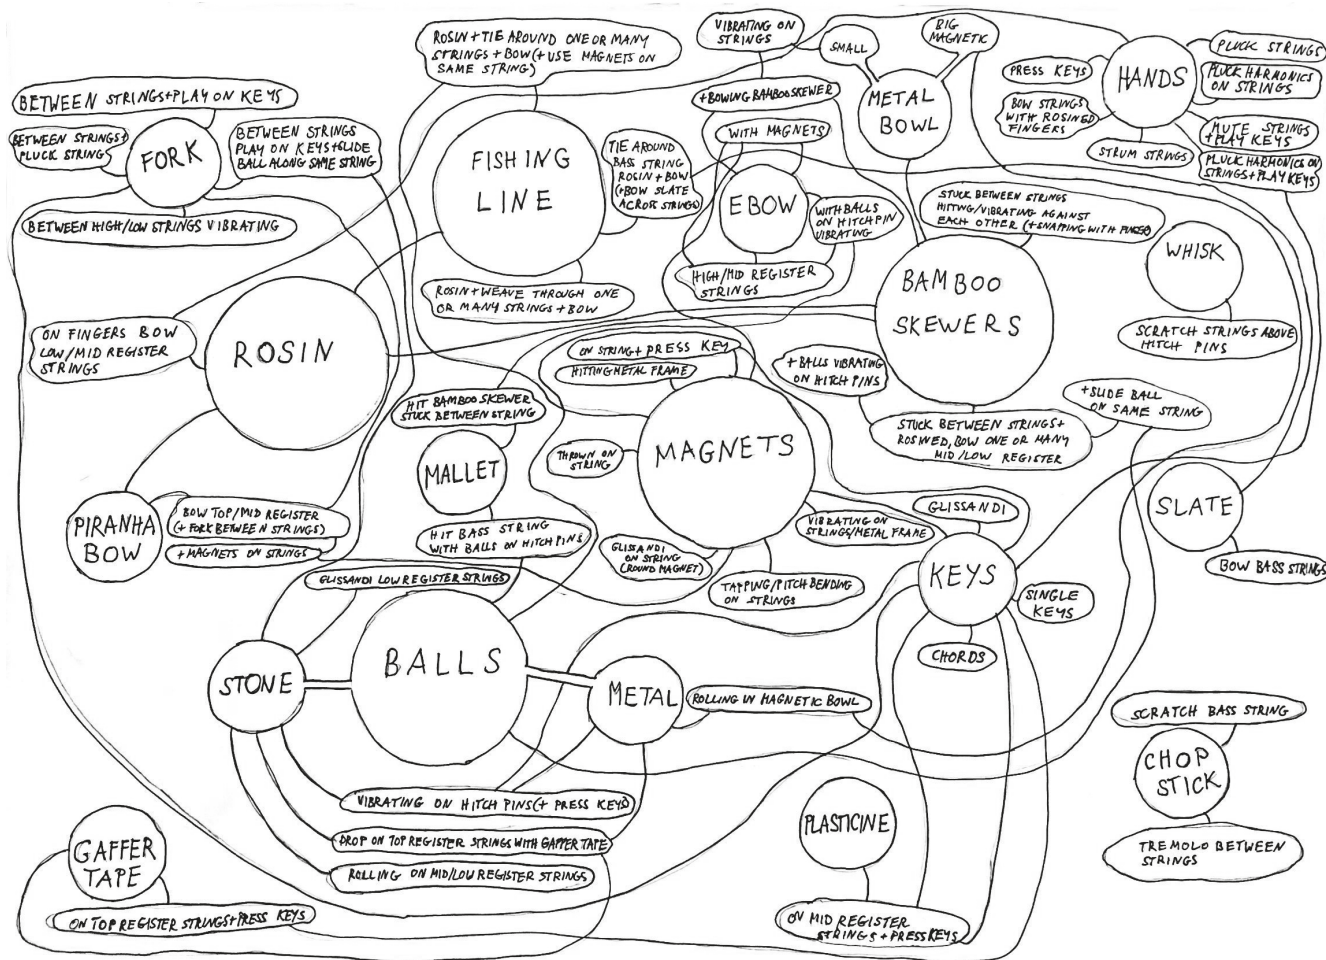 ROSIN + TIE AROUND ONE OR MANY
STRINGS + BOW (+ USE MAGNETS ON
SAME STRING)
VIBRATING ON
STRINGS
SMALL
BIG
MAGNETIC
METAL
BOWL
HANDS
PRESS KEYS
PLUCK STRINGS
PLUCK HARMONICS
ON STRINGS
BOW STRINGS
WITH ROSINED
FINGERS
MUTE STRINGS
+ PLAY KEYS
STRUM STRINGS
PLUCK HARMONICS ON
STRINGS + PLAY KEYS
BETWEEN STRINGS + PLAY ON KEYS
BETWEEN STRINGS +
PLUCK STRINGS
FORK
BETWEEN STRINGS
PLAY ON KEYS + SLIDE
BALL ALONG SAME STRING
BETWEEN HIGH/LOW STRINGS VIBRATING
FISHING
LINE
TIE AROUND
BASS STRING
ROSIN + BOW
(+ BOW SLATE
ACROSS STRINGS)
ROSIN + WEAVE THROUGH ONE
OR MANY STRINGS + BOW
+ BOWING BAMBOO SKEWER
WITH MAGNETS
EBOW
WITH BALLS
ON HITCH PIN
VIBRATING
HIGH/MID REGISTER
STRINGS
STUCK BETWEEN STRINGS
HITTING/VIBRATING AGAINST
EACH OTHER (+ SNAPPING WITH FINGER)
BAMBOO
SKEWERS
WHISK
SCRATCH STRINGS ABOVE
HITCH PINS
ON FINGERS BOW
LOW/MID REGISTER
STRINGS
ROSIN
ON STRING + PRESS KEY
HITTING METAL FRAME
+ BALLS VIBRATING
ON HITCH PINS
+ SLIDE BALL
ON SAME STRING
STUCK BETWEEN STRINGS +
ROSINED, BOW ONE OR MANY
MID/LOW REGISTER
HIT BAMBOO SKEWER
STUCK BETWEEN STRING
MALLET
HIT BASS STRING
WITH BALLS ON HITCH PINS
THROWN ON
STRING
MAGNETS
VIBRATING ON
STRINGS/METAL FRAME
GLISSANDI
ON STRING
(ROUND MAGNET)
TAPPING/PITCH BENDING
ON STRINGS
PIRANHA
BOW
BOW TOP/MID REGISTER
(+ FORK BETWEEN STRINGS)
+ MAGNETS ON STRINGS
SLATE
BOW BASS STRINGS
GLISSANDI
KEYS
SINGLE
KEYS
CHORDS
GLISSANDI LOW REGISTER STRINGS
STONE
BALLS
METAL
ROLLING IN MAGNETIC BOWL
VIBRATING ON HITCH PINS (+ PRESS KEYS)
DROP ON TOP REGISTER STRINGS WITH GAFFER TAPE
ROLLING ON MID/LOW REGISTER STRINGS
SCRATCH BASS STRING
CHOP
STICK
TREMOLO BETWEEN
STRINGS
PLASTICINE
ON MID REGISTER
STRINGS + PRESS KEYS
GAFFER
TAPE
ON TOP REGISTER STRINGS + PRESS KEYS